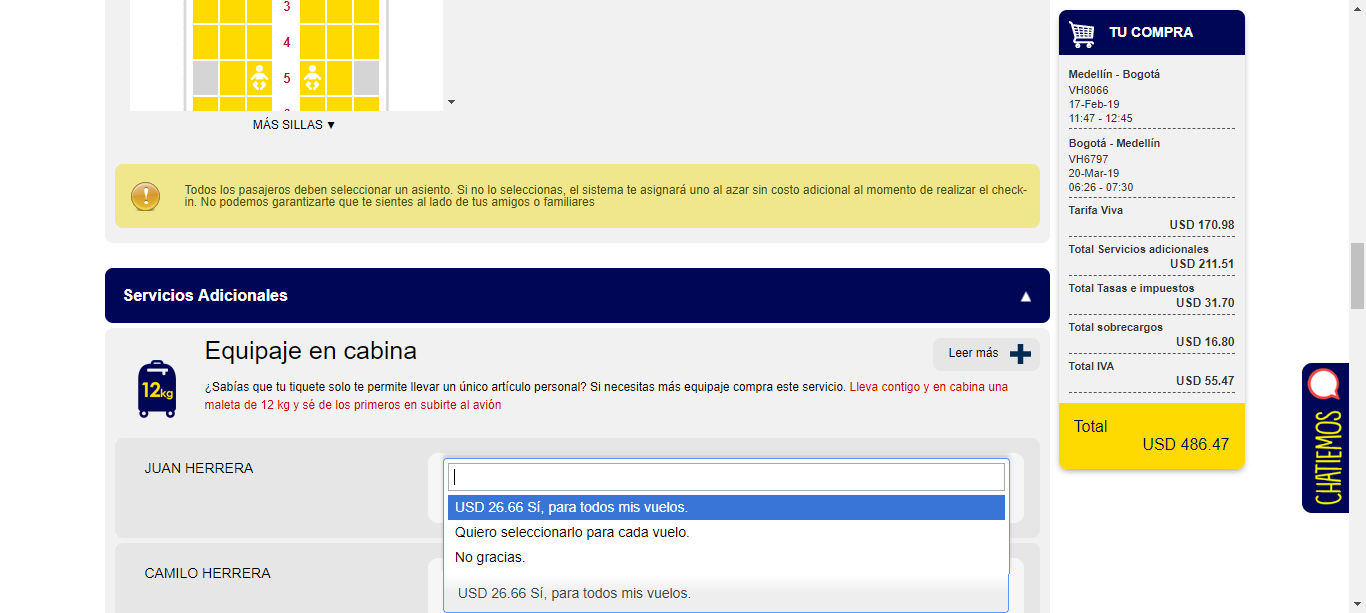 3
4
5
MÁS SILLAS ▼
Todos los pasajeros deben seleccionar un asiento. Si no lo seleccionas, el sistema te asignará uno al azar sin costo adicional al momento de realizar el check-
in. No podemos garantizarte que te sientes al lado de tus amigos o familiares
Servicios Adicionales
▲
12kg
Equipaje en cabina
Leer más
¿Sabías que tu tiquete solo te permite llevar un único artículo personal? Si necesitas más equipaje compra este servicio. Lleva contigo y en cabina una
maleta de 12 kg y sé de los primeros en subirte al avión
JUAN HERRERA
USD 26.66 Sí, para todos mis vuelos.
Quiero seleccionarlo para cada vuelo.
No gracias.
CAMILO HERRERA
USD 26.66 Sí, para todos mis vuelos.
TU COMPRA
Medellín - Bogotá
VH8066
17-Feb-19
11:47 - 12:45
Bogotá - Medellín
VH6797
20-Mar-19
06:26 - 07:30
Tarifa Viva
USD 170.98
Total Servicios adicionales
USD 211.51
Total Tasas e impuestos
USD 31.70
Total sobrecargos
USD 16.80
Total IVA
USD 55.47
Total
USD 486.47
CHATIEMOS